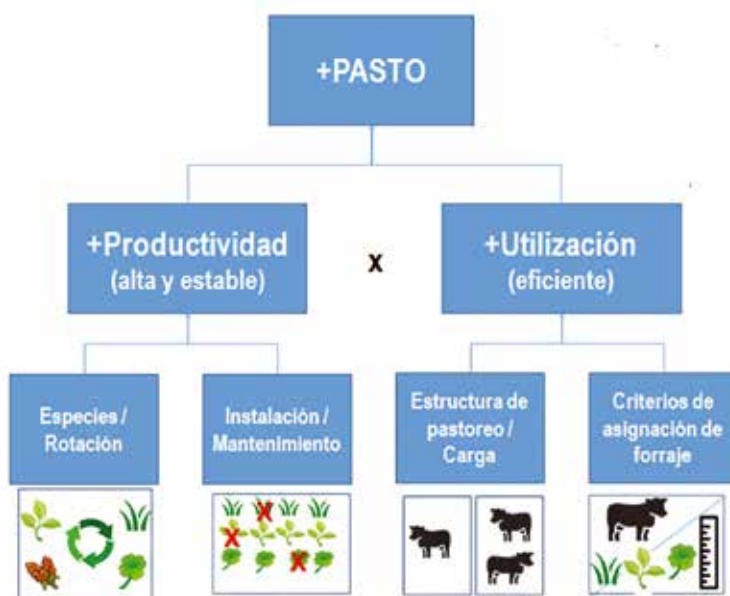 +PASTO
+Productividad
(alta y estable)
x
+Utilización
(eficiente)
Especies /
Rotación
Instalación /
Mantenimiento
Estructura de
pastoreo /
Carga
Criterios de
asignación de
forraje